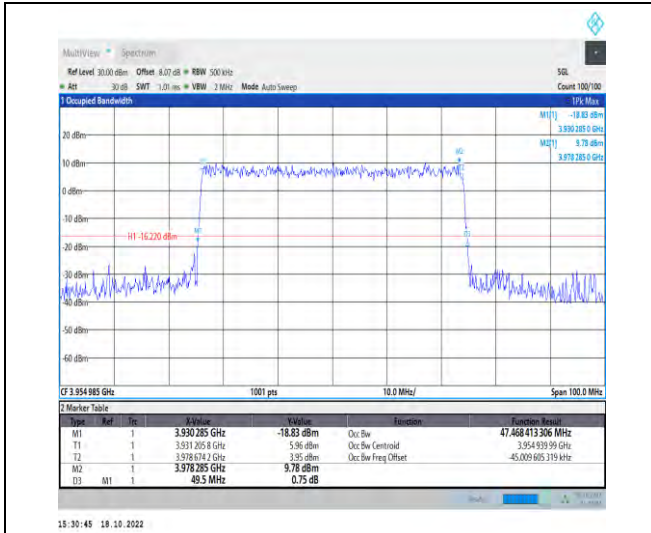 MultiView Spectrum
Ref Level 30.00 dBm Offset 8.07 dB RBW 500 kHz SGL
Att 30 dB SWT 1.01 ms VBW 2 MHz Mode Auto Sweep Count 100/100
1 Occupied Bandwidth 1Pk Max
M1[1] -18.83 dBm
3.930 285 0 GHz
M2[1] 9.78 dBm
3.978 285 0 GHz
20 dBm
10 dBm
M2
0 dBm
-10 dBm
H1 -16.220 dBm
M1
-20 dBm
-30 dBm
-40 dBm
-50 dBm
-60 dBm
CF 3.954 985 GHz 1001 pts 10.0 MHz/ Span 100.0 MHz
2 Marker Table
Type Ref Trc X-Value Y-Value Function Function Result
M1 1 3.930 285 GHz -18.83 dBm Occ Bw 47.468 413 306 MHz
T1 1 3.931 205 8 GHz 5.96 dBm Occ Bw Centroid 3.954 939 99 GHz
T2 1 3.978 674 2 GHz 3.95 dBm Occ Bw Freq Offset -45.009 605 319 kHz
M2 1 3.978 285 GHz 9.78 dBm
D3 M1 1 49.5 MHz 0.75 dB
15:30:45 18.10.2022